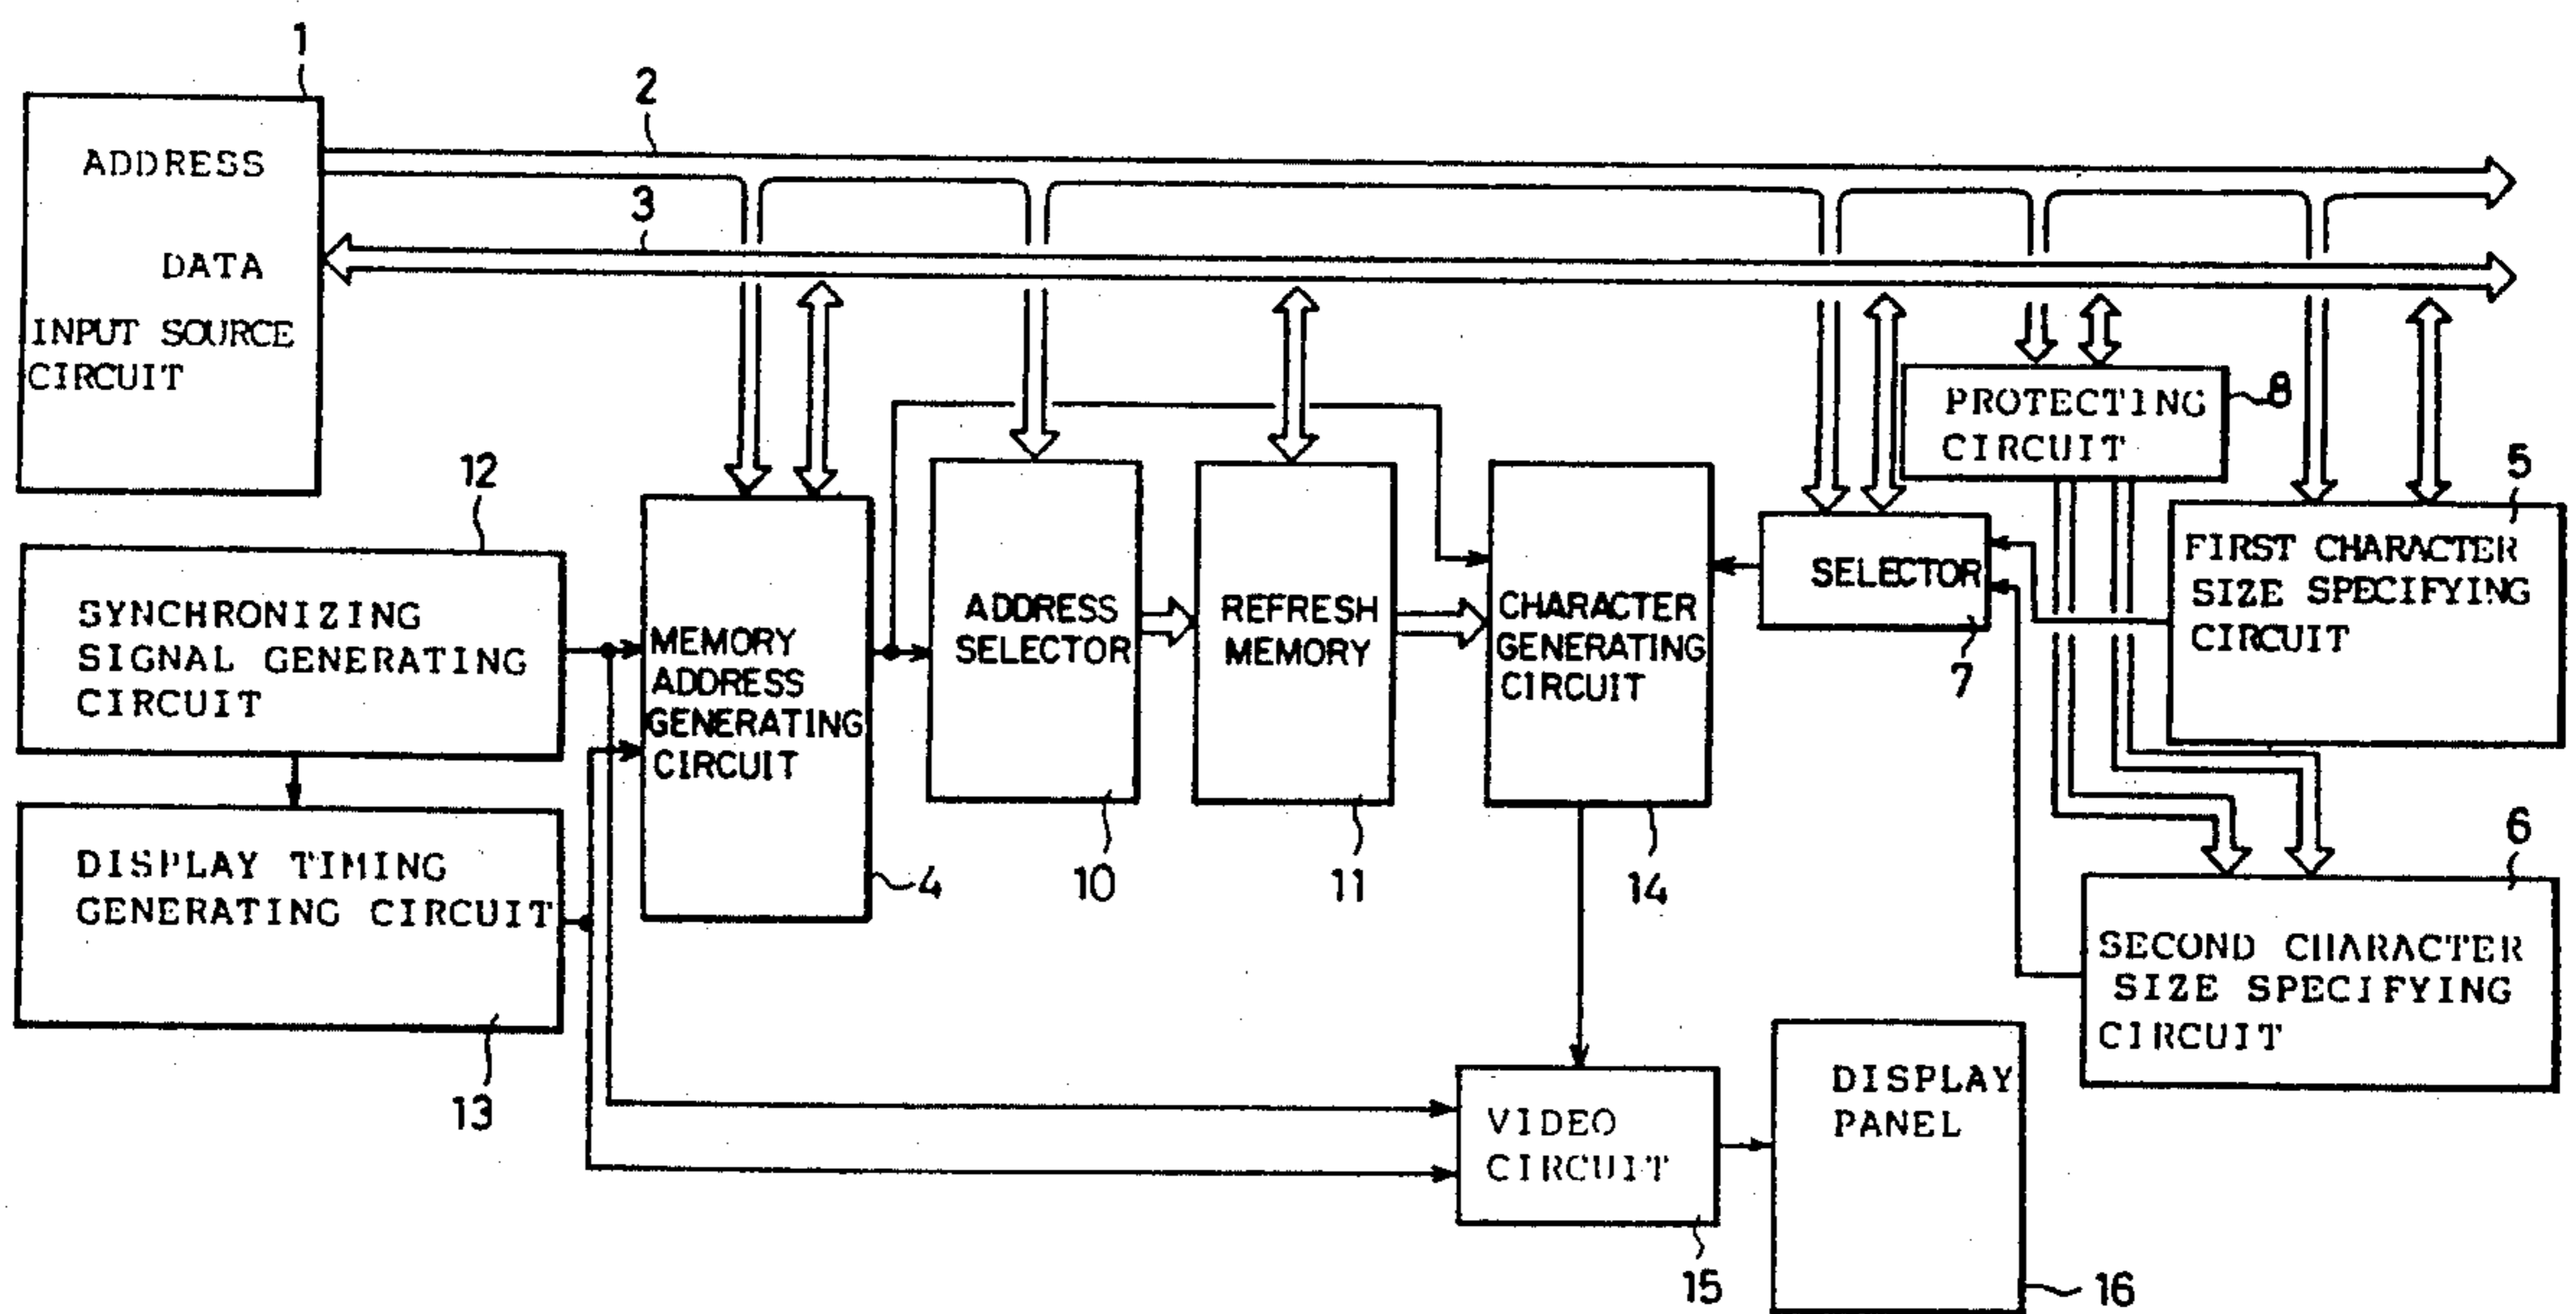 1
2
ADDRESS
3
DATA
INPUT SOURCE
CIRCUIT
PROTECTING
CIRCUIT
8
12
5
SYNCHRONIZING
SIGNAL GENERATING
CIRCUIT
MEMORY
ADDRESS
GENERATING
CIRCUIT
4
ADDRESS
SELECTOR
10
REFRESH
MEMORY
11
CHARACTER
GENERATING
CIRCUIT
14
SELECTOR
7
FIRST CHARACTER
SIZE SPECIFYING
CIRCUIT
DISPLAY TIMING
GENERATING CIRCUIT
13
6
SECOND CHARACTER
SIZE SPECIFYING
CIRCUIT
VIDEO
CIRCUIT
15
DISPLAY
PANEL
16